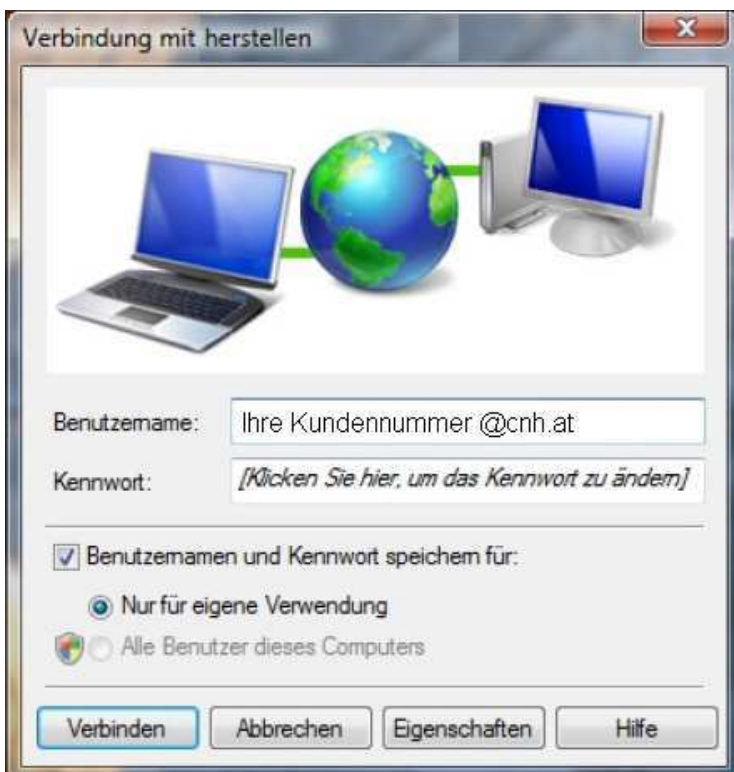 Verbindung mit herstellen
Benutzername:
Ihre Kundennummer @cnh.at
Kennwort:
[Klicken Sie hier, um das Kennwort zu ändern]
Benutzernamen und Kennwort speichern für:
Nur für eigene Verwendung
Alle Benutzer dieses Computers
Verbinden
Abbrechen
Eigenschaften
Hilfe